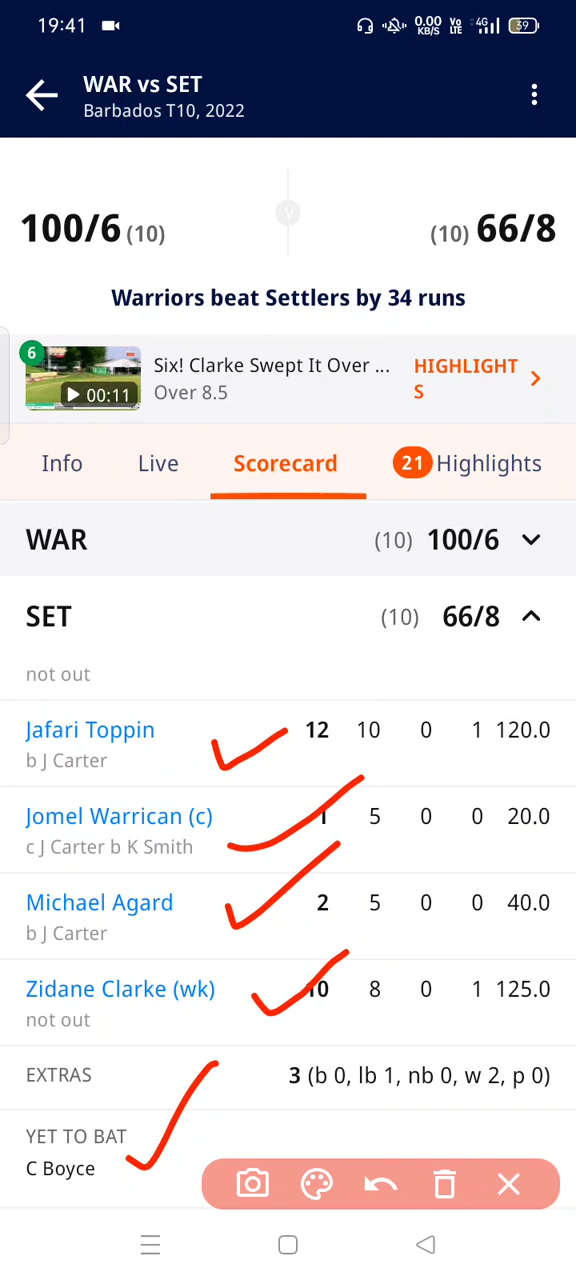 19:41 0.00 KB/S Vo LTE 4G 39
WAR vs SET
Barbados T10, 2022
V
100/6 (10) (10) 66/8
Warriors beat Settlers by 34 runs
6 00:11 Six! Clarke Swept It Over ... HIGHLIGHT
Over 8.5 S
Info Live Scorecard 21 Highlights
WAR (10) 100/6
SET (10) 66/8
not out
Jafari Toppin 12 10 0 1 120.0
b J Carter
Jomel Warrican (c) 1 5 0 0 20.0
c J Carter b K Smith
Michael Agard 2 5 0 0 40.0
b J Carter
Zidane Clarke (wk) 10 8 0 1 125.0
not out
EXTRAS 3 (b 0, lb 1, nb 0, w 2, p 0)
YET TO BAT
C Boyce